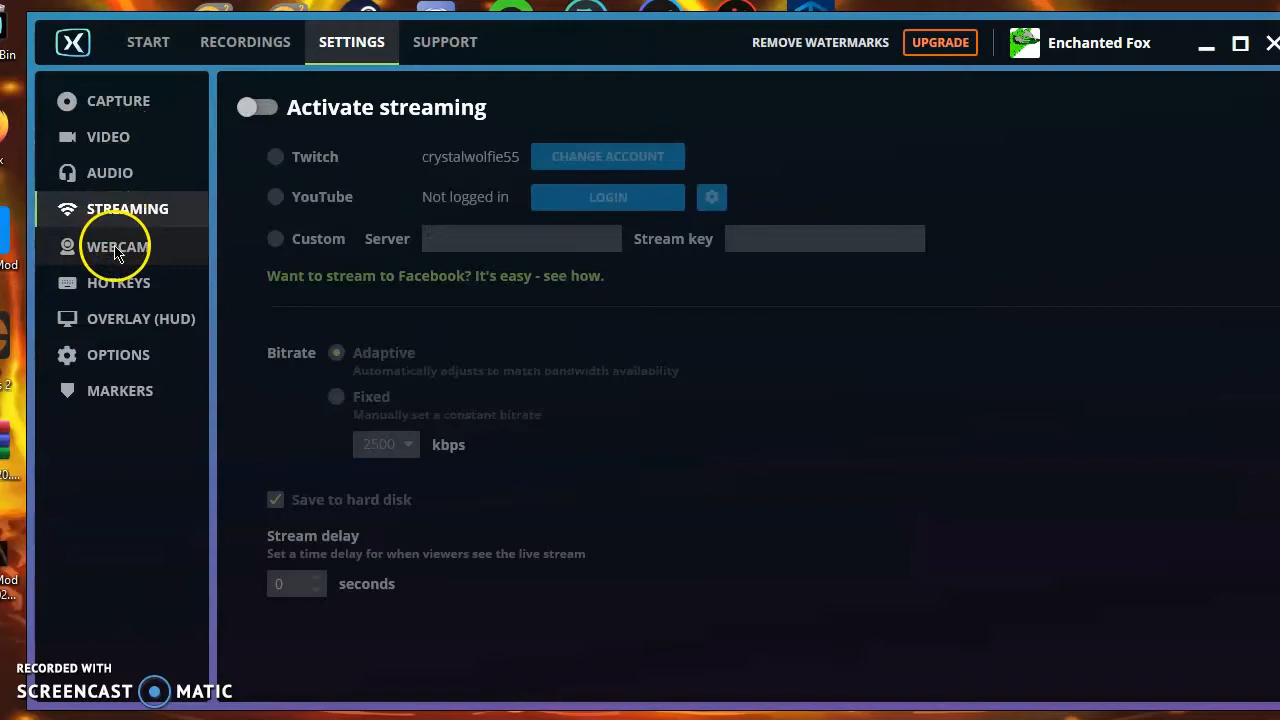 START RECORDINGS SETTINGS SUPPORT REMOVE WATERMARKS UPGRADE Enchanted Fox
Bin
CAPTURE
VIDEO
AUDIO
STREAMING
WEBCAM
HOTKEYS
OVERLAY (HUD)
OPTIONS
MARKERS
Mod
Activate streaming
Twitch crystalwolfie55 CHANGE ACCOUNT
YouTube Not logged in LOGIN
Custom Server Stream key
Want to stream to Facebook? It's easy - see how.
Bitrate Adaptive
Automatically adjusts to match bandwidth availability
Fixed
Manually set a constant bitrate
2500 kbps
Save to hard disk
Stream delay
Set a time delay for when viewers see the live stream
0 seconds
Mod
RECORDED WITH
SCREENCAST MATIC